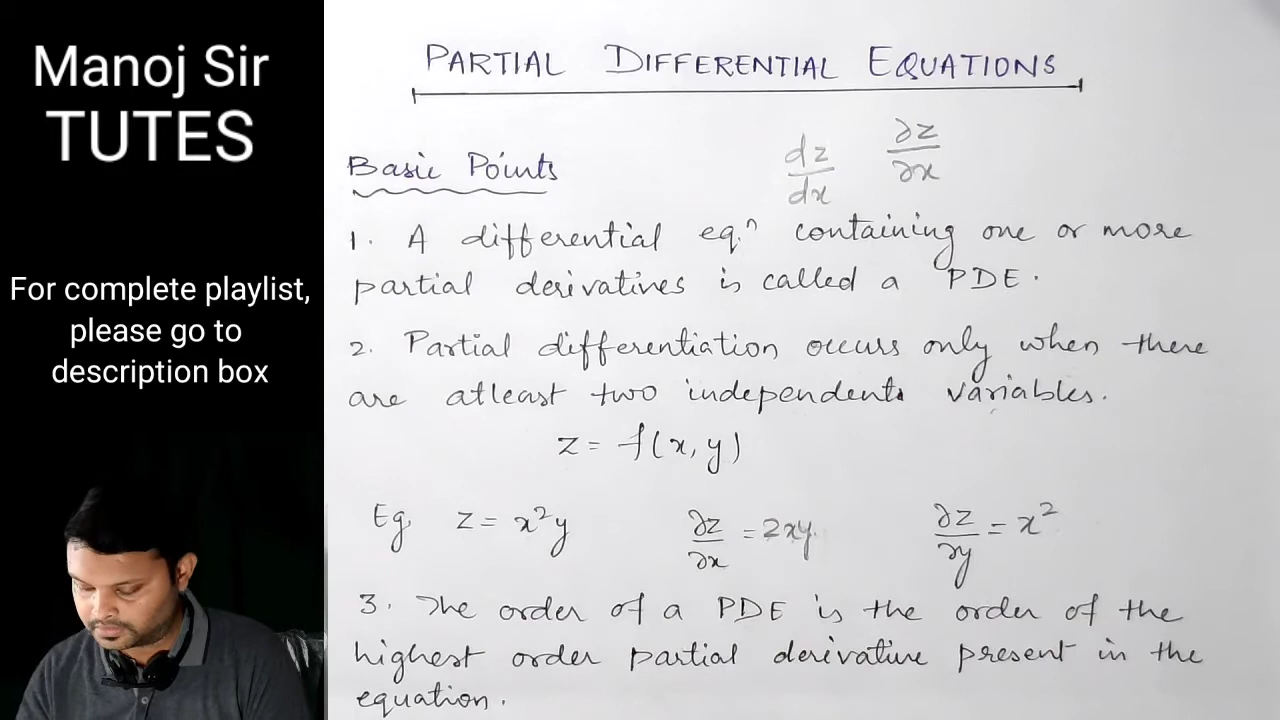 Manoj Sir
TUTES
For complete playlist,
please go to
description box
PARTIAL DIFFERENTIAL EQUATIONS
Basic Points
dz/dx ∂z/∂x
1. A differential eq.ⁿ containing one or more
partial derivatives is called a PDE.
2. Partial differentiation occurs only when there
are atleast two independent variables.
z = f(x, y)
Eg, z = x²y ∂z/∂x = 2xy ∂z/∂y = x²
3. The order of a PDE is the order of the
highest order partial derivative present in the
equation.